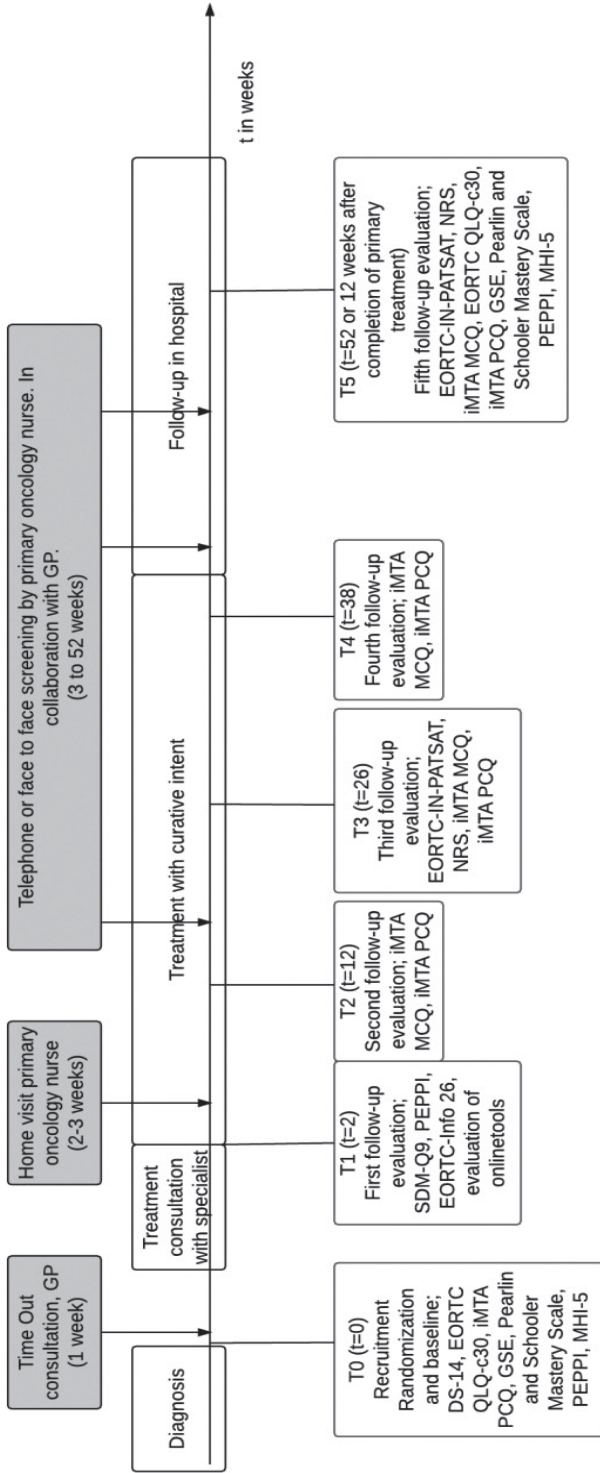 Time Out
consultation, GP
(1 week)
Home visit primary
oncology nurse
(2-3 weeks)
Telephone or face to face screening by primary oncology nurse. In
collaboration with GP.
(3 to 52 weeks)
Diagnosis
Treatment
consultation
with specialist
Treatment with curative intent
Follow-up in hospital
t in weeks
T0 (t=0)
Recruitment
Randomization
and baseline;
DS-14, EORTC
QLQ-c30, iMTA
PCQ, GSE, Pearlin
and Schooler
Mastery Scale,
PEPPI, MHI-5
T1 (t=2)
First follow-up
evaluation;
SDM-Q9, PEPPI,
EORTC-Info 26,
evaluation of
onlinetools
T2 (t=12)
Second follow-up
evaluation; iMTA
MCQ, iMTA PCQ
T3 (t=26)
Third follow-up
evaluation;
EORTC-IN-PATSAT,
NRS, iMTA MCQ,
iMTA PCQ
T4 (t=38)
Fourth follow-up
evaluation; iMTA
MCQ, iMTA PCQ
T5 (t=52 or 12 weeks after
completion of primary
treatment)
Fifth follow-up evaluation;
EORTC-IN-PATSAT, NRS,
iMTA MCQ, EORTC QLQ-c30,
iMTA PCQ, GSE, Pearlin and
Schooler Mastery Scale,
PEPPI, MHI-5